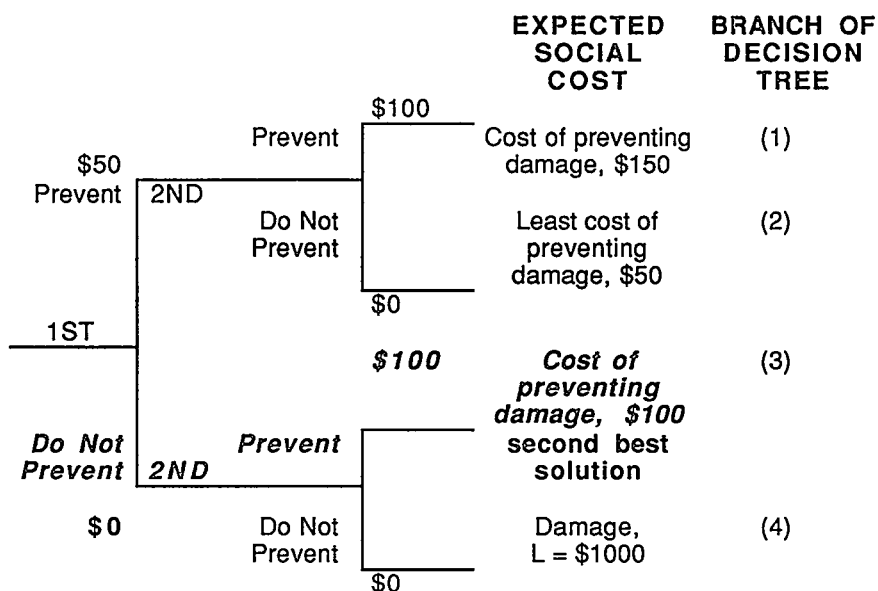 EXPECTED SOCIAL COST
BRANCH OF DECISION TREE
$100
Prevent
Cost of preventing damage, $150
(1)
$50
Prevent
2ND
Do Not Prevent
Least cost of preventing damage, $50
(2)
$0
1ST
$100
Cost of preventing damage, $100 second best solution
(3)
Do Not Prevent
2ND
Prevent
$0
Do Not Prevent
Damage, L = $1000
(4)
$0